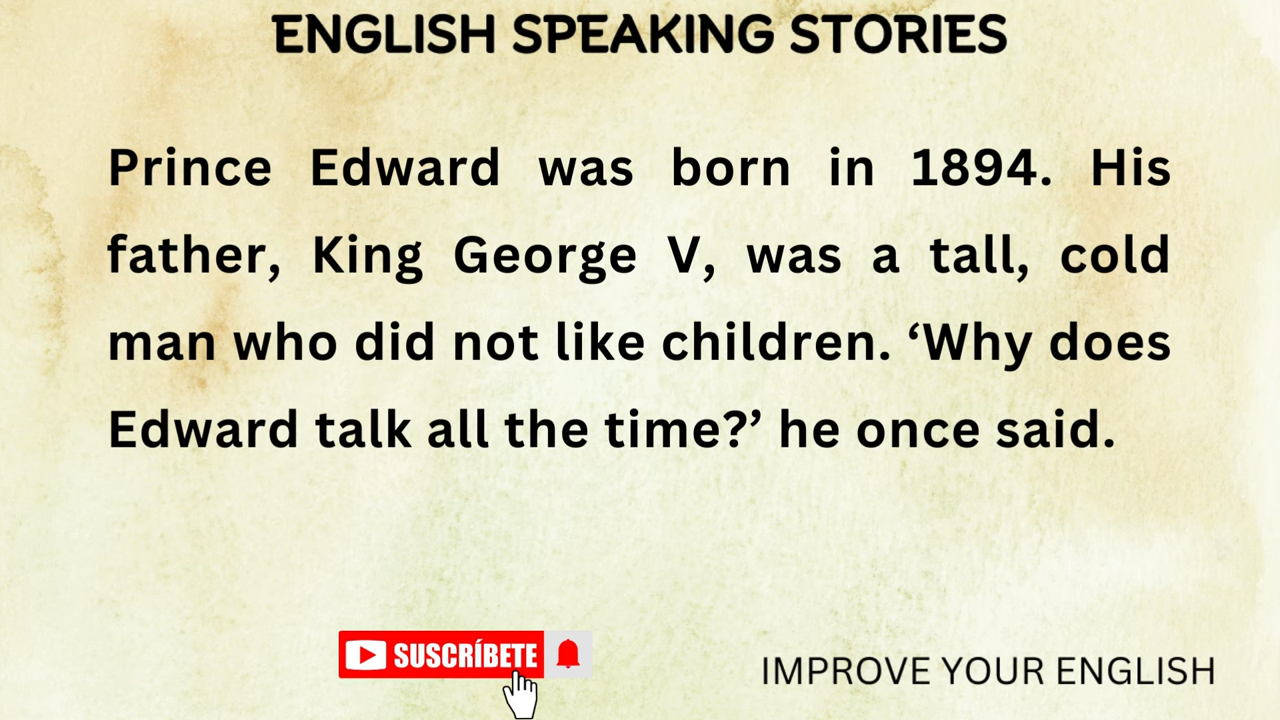 ENGLISH SPEAKING STORIES
Prince Edward was born in 1894. His
father, King George V, was a tall, cold
man who did not like children. ‘Why does
Edward talk all the time?’ he once said.
SUSCRÍBETE
IMPROVE YOUR ENGLISH